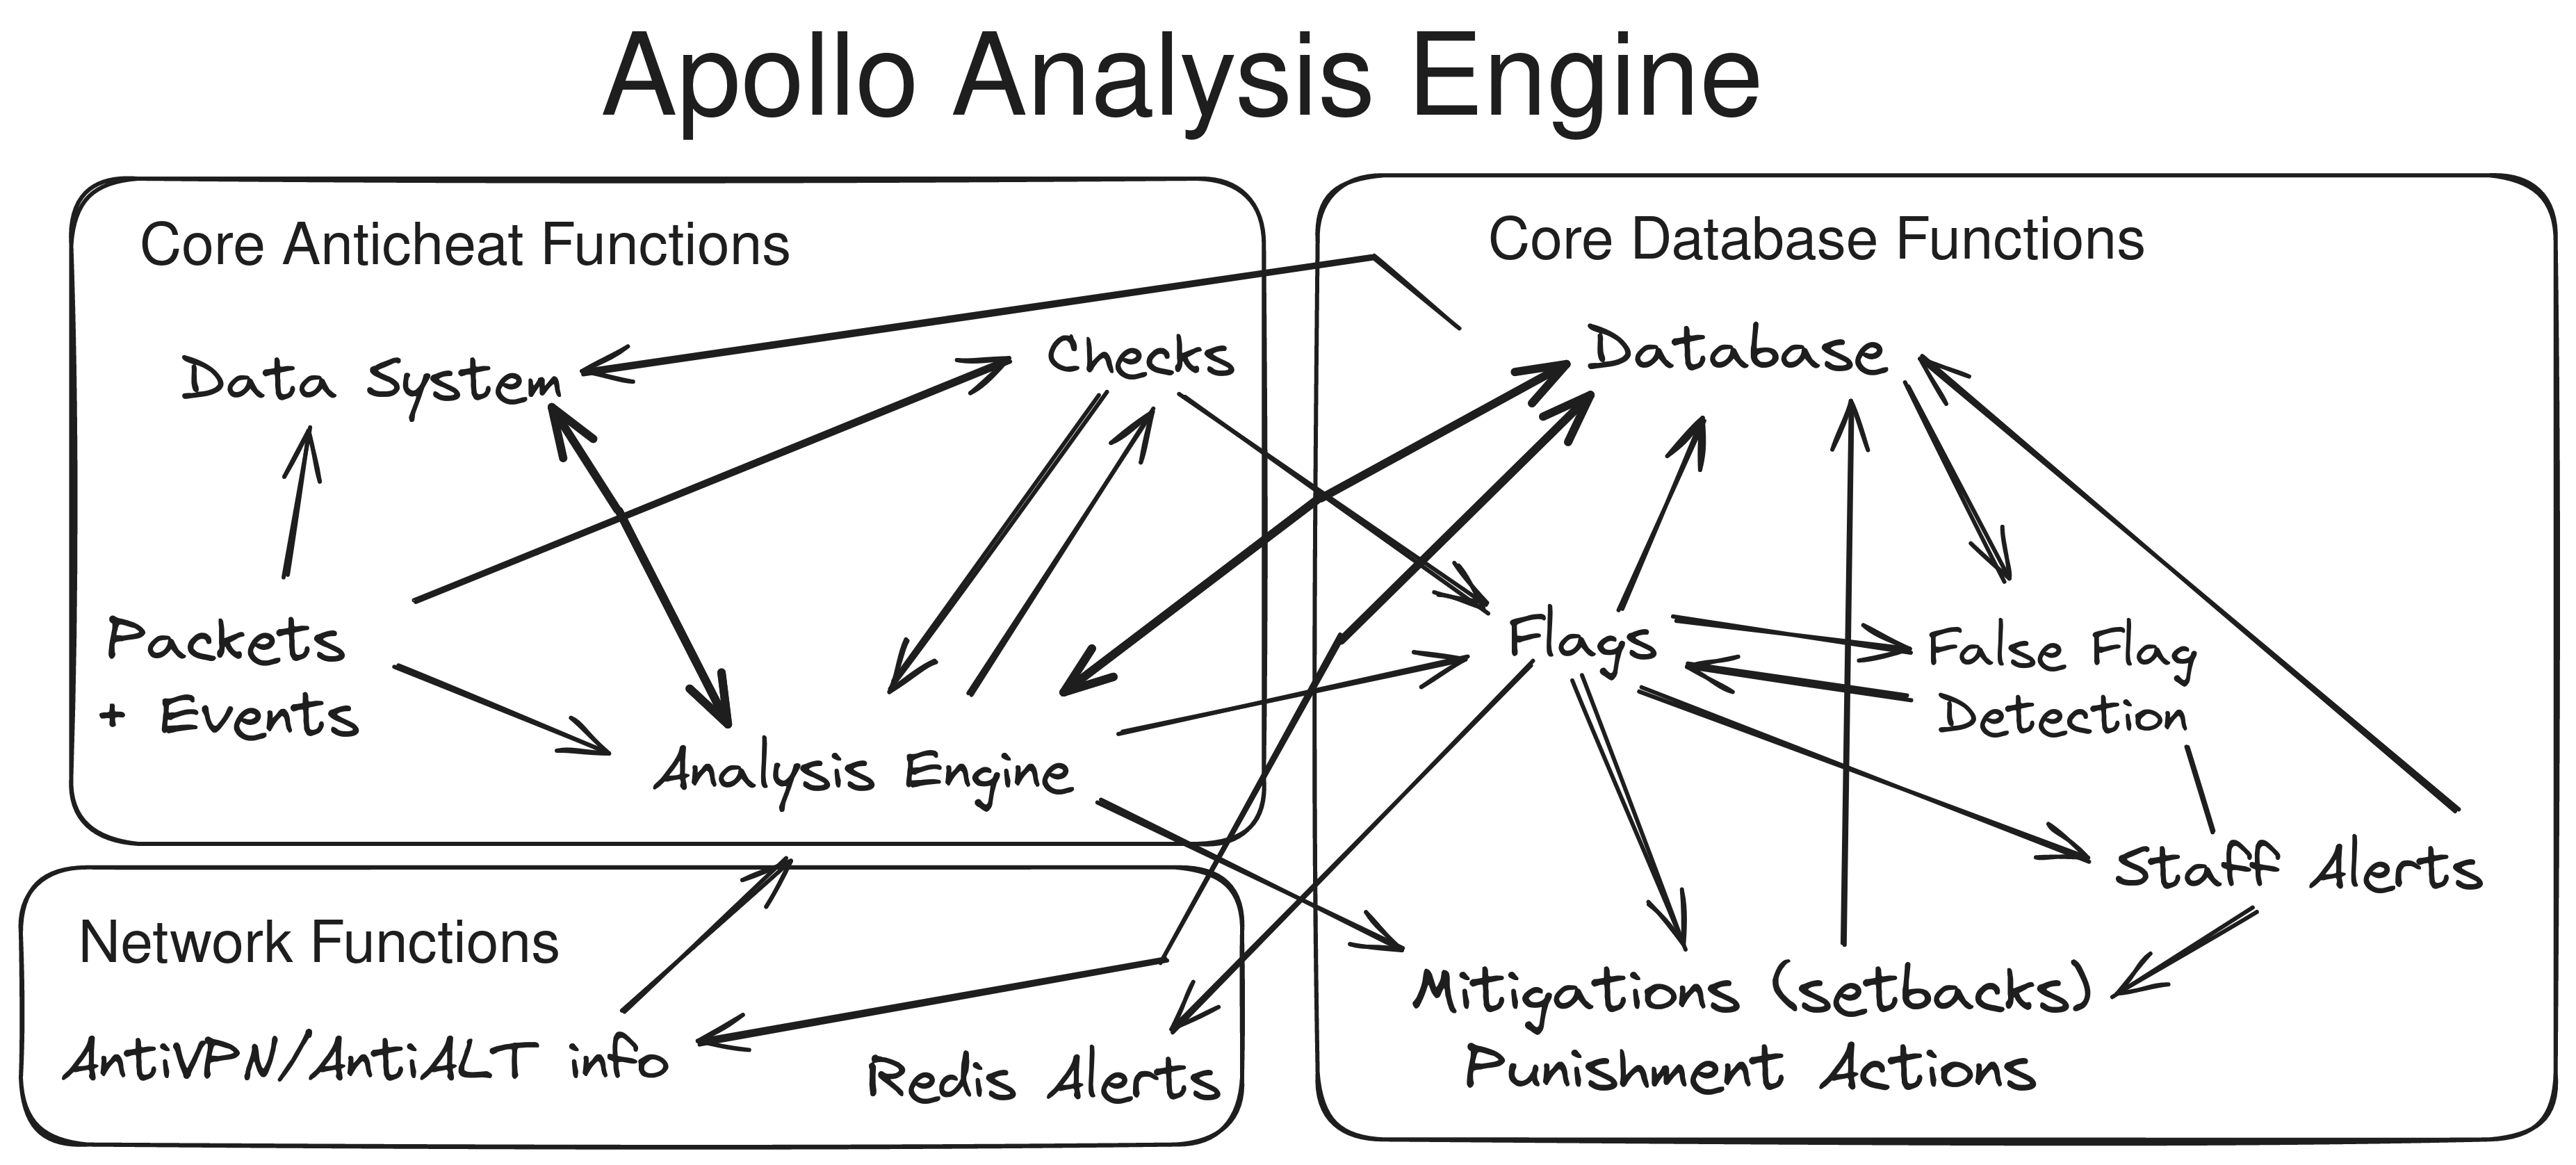 Apollo Analysis Engine
Core Anticheat Functions
Data System
Checks
Packets
+ Events
Analysis Engine
Core Database Functions
Database
Flags
False Flag
Detection
Staff Alerts
Mitigations (setbacks)
Punishment Actions
Network Functions
AntiVPN/AntiALT info
Redis Alerts